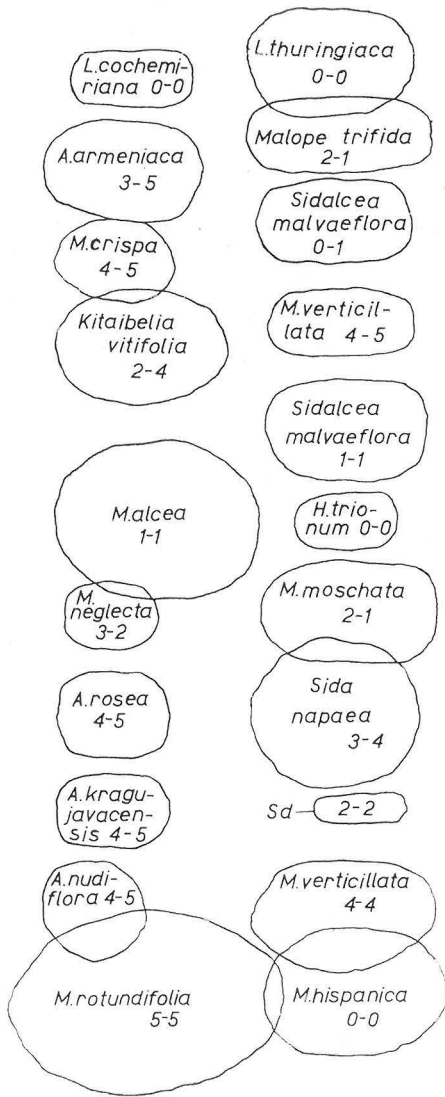 L.cochemi-
riana 0-0
A.armeniaca
3-5
M.crispa
4-5
Kitaibelia
vitifolia
2-4
M.alcea
1-1
M.
neglecta
3-2
A.rosea
4-5
A.kragu-
javacen-
sis 4-5
A.nudi-
flora 4-5
M.rotundifolia
5-5
L.thuringiaca
0-0
Malope trifida
2-1
Sidalcea
malvaeflora
0-1
M.verticil-
lata 4-5
Sidalcea
malvaeflora
1-1
H.trio-
num 0-0
M.moschata
2-1
Sida
napaea
3-4
Sd 2-2
M.verticillata
4-4
M.hispanica
0-0